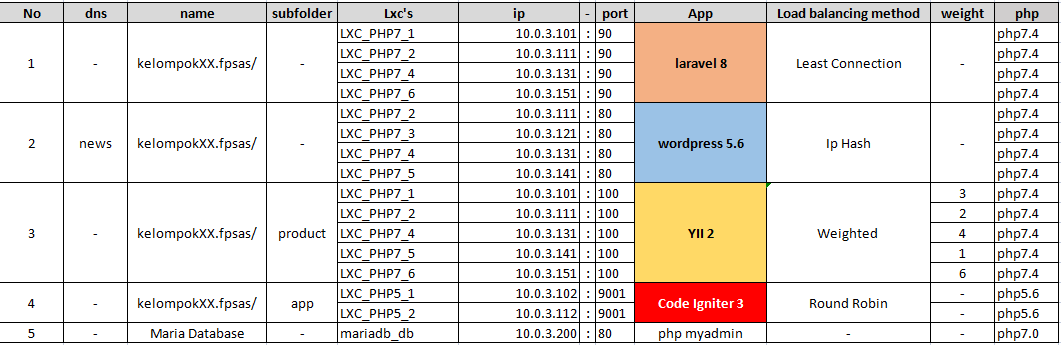 No dns name subfolder Lxc's ip - port App Load balancing method weight php
1 - kelompokXX.fpsas/ - LXC_PHP7_1 10.0.3.101 : 90 laravel 8 Least Connection - php7.4
LXC_PHP7_2 10.0.3.111 : 90 php7.4
LXC_PHP7_4 10.0.3.131 : 90 php7.4
LXC_PHP7_6 10.0.3.151 : 90 php7.4
2 news kelompokXX.fpsas/ - LXC_PHP7_2 10.0.3.111 : 80 wordpress 5.6 Ip Hash - php7.4
LXC_PHP7_3 10.0.3.121 : 80 php7.4
LXC_PHP7_4 10.0.3.131 : 80 php7.4
LXC_PHP7_5 10.0.3.141 : 80 php7.4
3 - kelompokXX.fpsas/ product LXC_PHP7_1 10.0.3.101 : 100 YII 2 Weighted 3 php7.4
LXC_PHP7_2 10.0.3.111 : 100 2 php7.4
LXC_PHP7_4 10.0.3.131 : 100 4 php7.4
LXC_PHP7_5 10.0.3.141 : 100 1 php7.4
LXC_PHP7_6 10.0.3.151 : 100 6 php7.4
4 - kelompokXX.fpsas/ app LXC_PHP5_1 10.0.3.102 : 9001 Code Igniter 3 Round Robin - php5.6
LXC_PHP5_2 10.0.3.112 : 9001 - php5.6
5 - Maria Database - mariadb_db 10.0.3.200 : 80 php myadmin - - php7.0